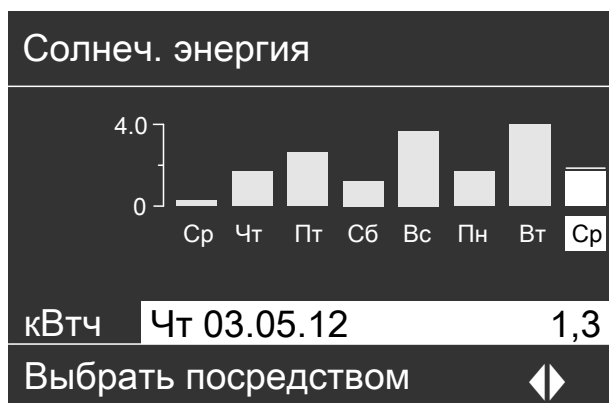 Солнеч. энергия
4.0
0
Ср Чт Пт Сб Вс Пн Вт Ср
кВтч Чт 03.05.12 1,3
Выбрать посредством